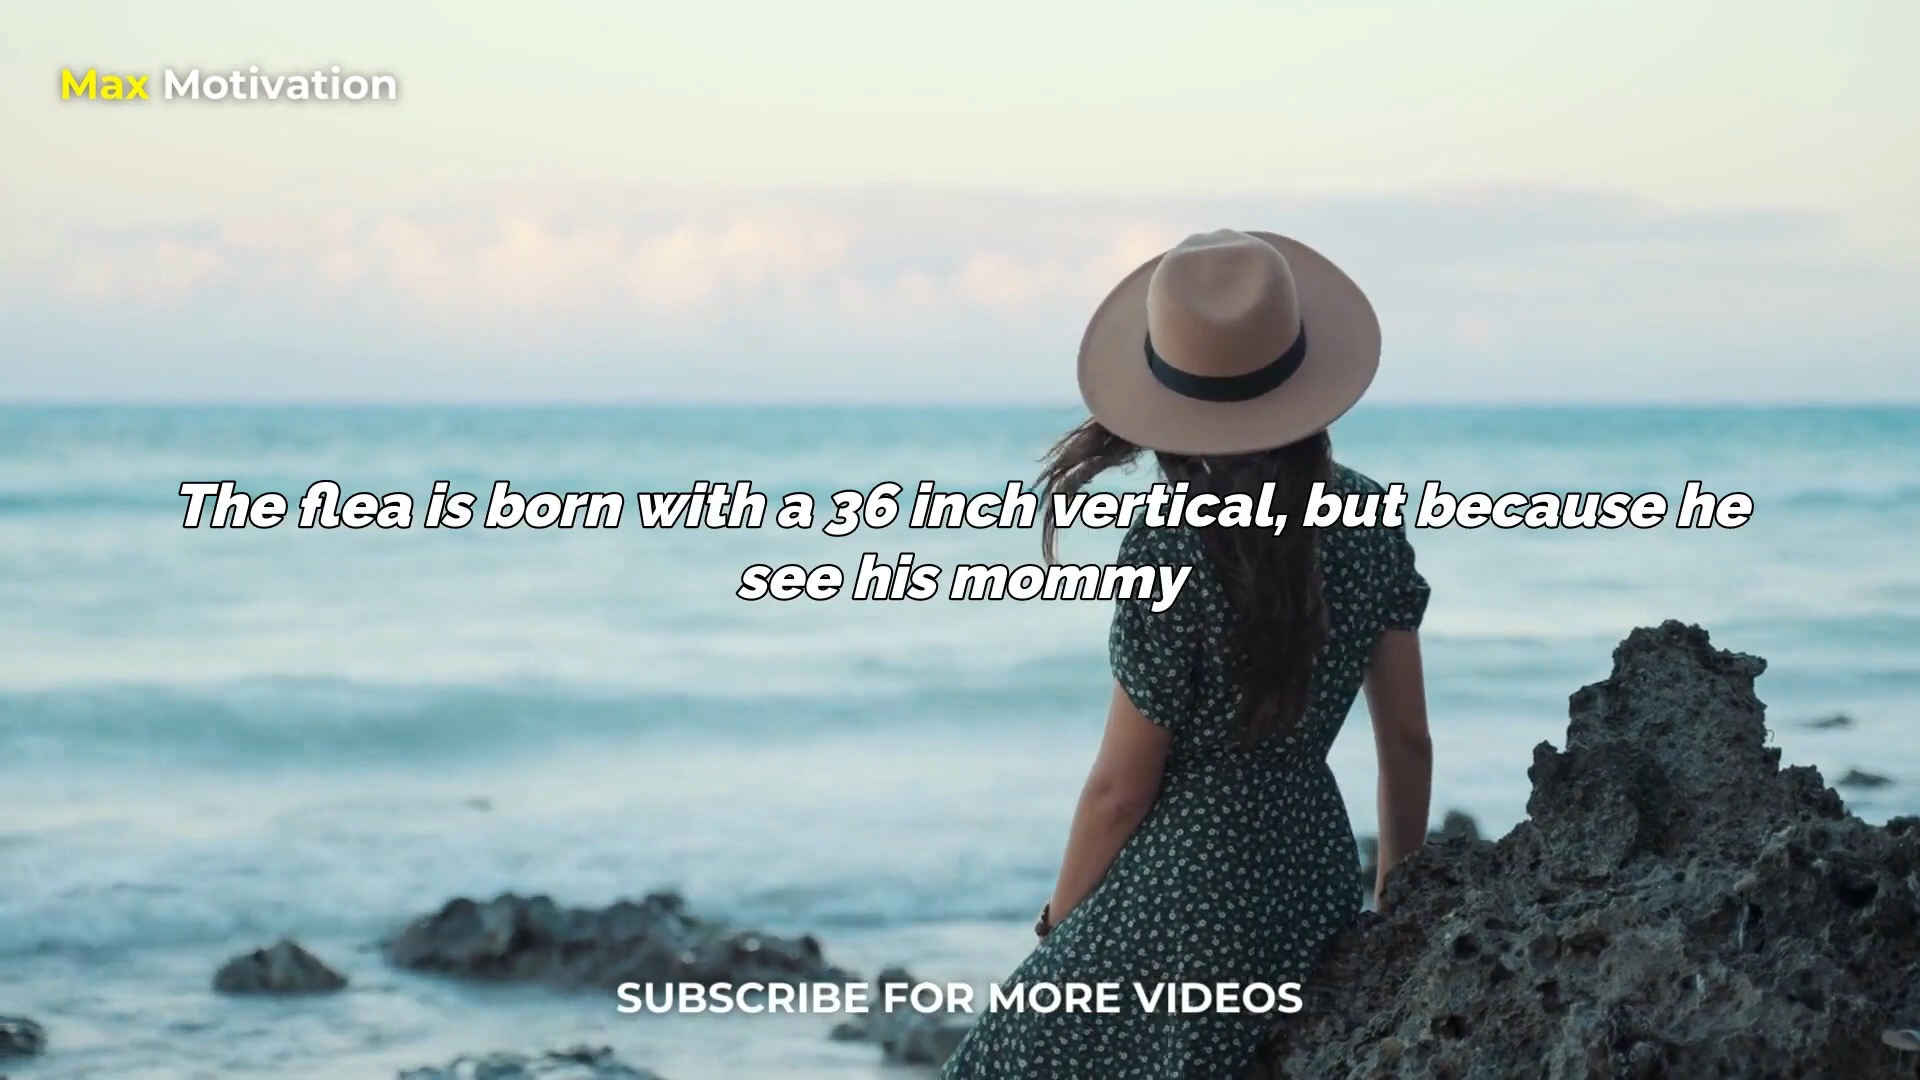 Max Motivation
The flea is born with a 36 inch vertical, but because he
see his mommy
SUBSCRIBE FOR MORE VIDEOS